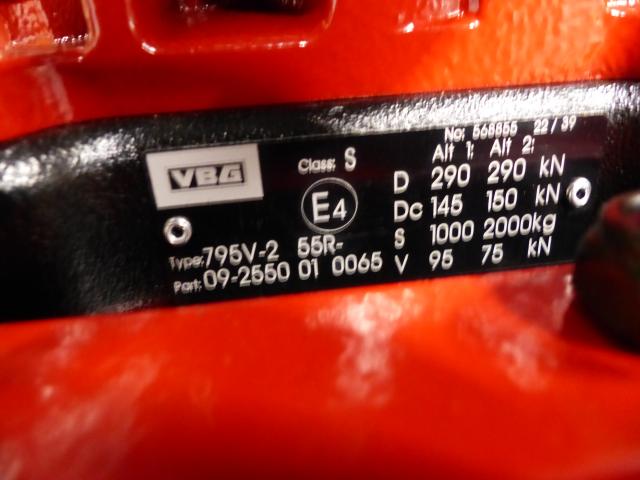 No: 568855 22/39
VBG Class: S Alt 1: Alt 2:
D 290 290 kN
E4 Dc 145 150 kN
S 1000 2000kg
Type: 795V-2 55R-
V 95 75 kN
Part: 09-2550 01 0065